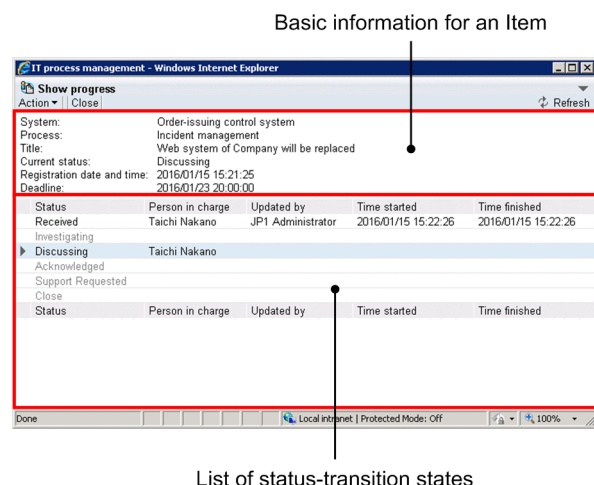 Basic information for an Item
IT process management - Windows Internet Explorer
Show progress
Action Close Refresh
System: Order-issuing control system
Process: Incident management
Title: Web system of Company will be replaced
Current status: Discussing
Registration date and time: 2016/01/15 15:21:25
Deadline: 2016/01/23 20:00:00
Status Person in charge Updated by Time started Time finished
Received Taichi Nakano JP1 Administrator 2016/01/15 15:22:26 2016/01/15 15:22:26
Investigating
Discussing Taichi Nakano
Acknowledged
Support Requested
Close
Status Person in charge Updated by Time started Time finished
Done Local intranet | Protected Mode: Off 100%
List of status-transition states